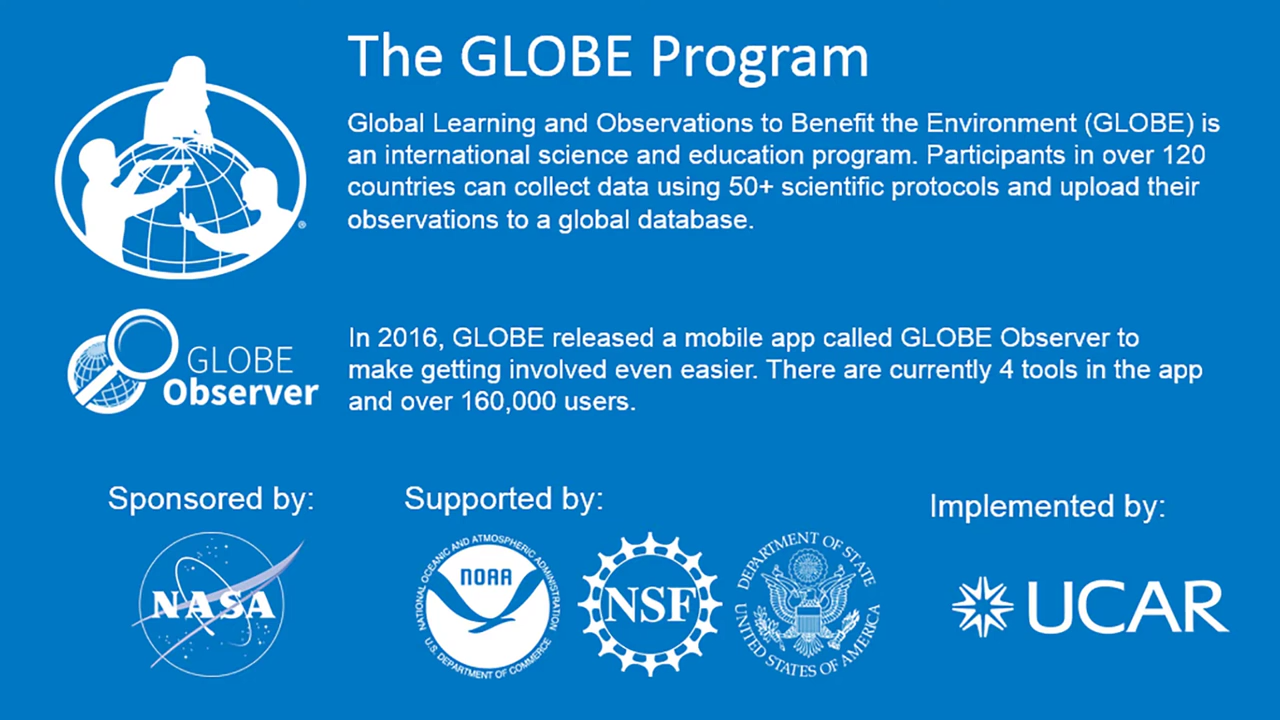 The GLOBE Program
Global Learning and Observations to Benefit the Environment (GLOBE) is
an international science and education program. Participants in over 120
countries can collect data using 50+ scientific protocols and upload their
observations to a global database.
®
GLOBE
Observer
In 2016, GLOBE released a mobile app called GLOBE Observer to
make getting involved even easier. There are currently 4 tools in the app
and over 160,000 users.
Sponsored by:
Supported by:
Implemented by:
NASA
NATIONAL OCEANIC AND ATMOSPHERIC ADMINISTRATION
NOAA
U.S. DEPARTMENT OF COMMERCE
NSF
DEPARTMENT OF STATE
UNITED STATES OF AMERICA
UCAR